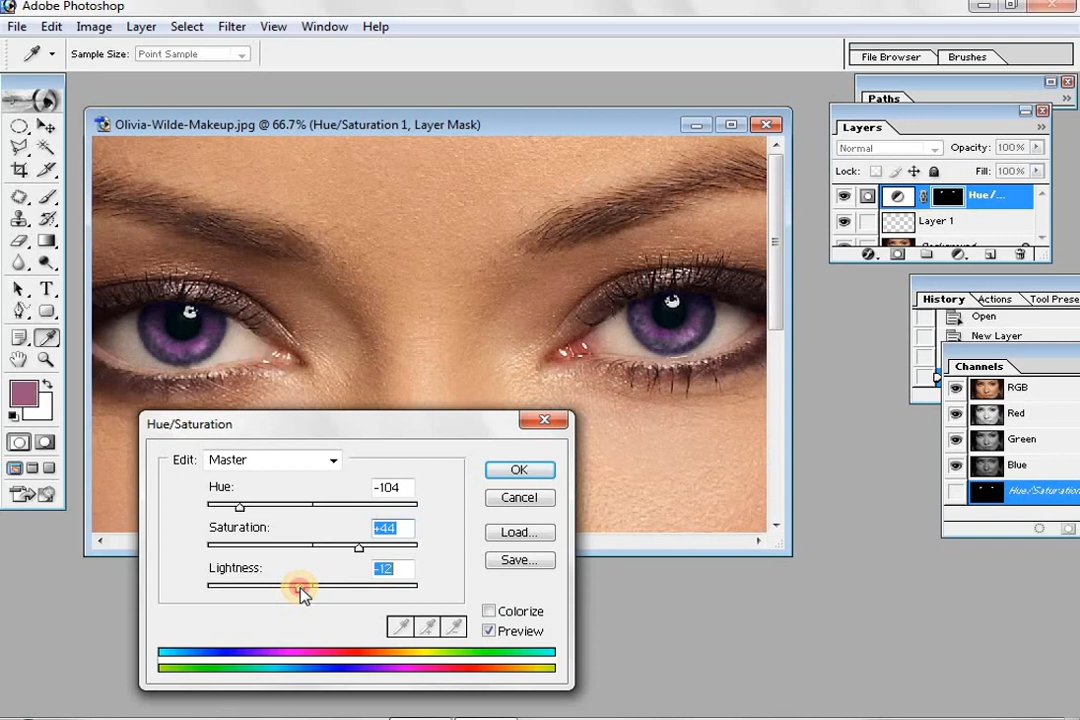 Adobe Photoshop
File Edit Image Layer Select Filter View Window Help
Sample Size: Point Sample
File Browser
Brushes
Paths
Olivia-Wilde-Makeup.jpg @ 66.7% (Hue/Saturation 1, Layer Mask)
Layers
Normal
Opacity: 100%
Lock:
Fill: 100%
Hue/...
Layer 1
Background
History
Actions
Tool Prese
Open
New Layer
Channels
RGB
Red
Green
Blue
Hue/Saturation
Hue/Saturation
Edit: Master
Hue: -104
Saturation: +44
Lightness: -12
OK
Cancel
Load...
Save...
Colorize
Preview